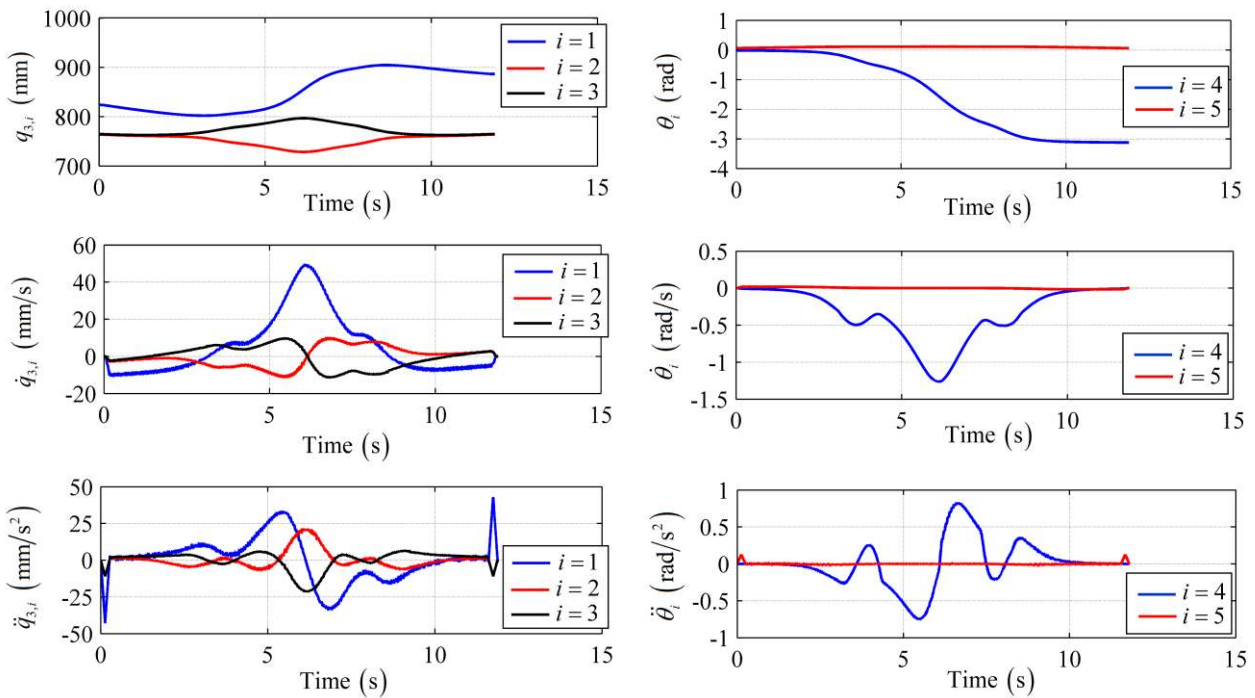 1000
900
800
700
q3,i (mm)
0 5 10 15
Time (s)
i = 1
i = 2
i = 3
1
0
-1
-2
-3
-4
θi (rad)
0 5 10 15
Time (s)
i = 4
i = 5
60
40
20
0
-20
q̇3,i (mm/s)
0 5 10 15
Time (s)
i = 1
i = 2
i = 3
0.5
0
-0.5
-1
-1.5
θ̇i (rad/s)
0 5 10 15
Time (s)
i = 4
i = 5
50
25
0
-25
-50
q̈3,i (mm/s²)
0 5 10 15
Time (s)
i = 1
i = 2
i = 3
1
0.5
0
-0.5
-1
θ̈i (rad/s²)
0 5 10 15
Time (s)
i = 4
i = 5